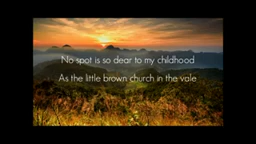 No spot is so dear to my childhood
As the little brown church in the vale